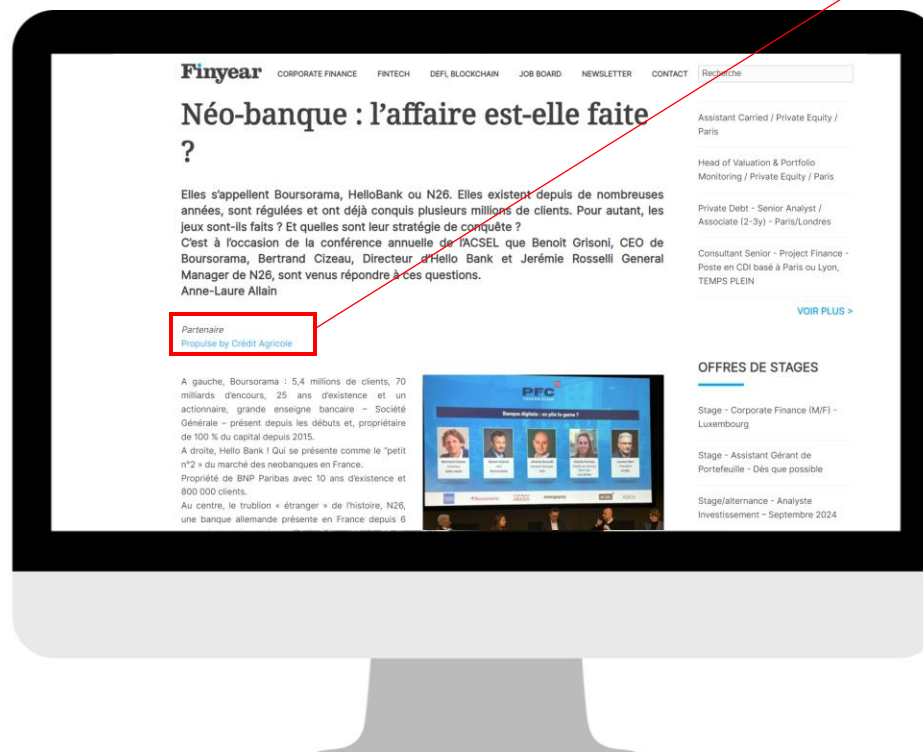 Finyear CORPORATE FINANCE FINTECH DEFI, BLOCKCHAIN JOB BOARD NEWSLETTER CONTACT Recherche
Néo-banque : l'affaire est-elle faite
?
Elles s'appellent Boursorama, HelloBank ou N26. Elles existent depuis de nombreuses
années, sont régulées et ont déjà conquis plusieurs millions de clients. Pour autant, les
jeux sont-ils faits ? Et quelles sont leur stratégie de conquête ?
C'est à l'occasion de la conférence annuelle de l'ACSEL que Benoit Grisoni, CEO de
Boursorama, Bertrand Cizeau, Directeur d'Hello Bank et Jerémie Rosselli General
Manager de N26, sont venus répondre à ces questions.
Anne-Laure Allain
Partenaire
Propulse by Crédit Agricole
A gauche, Boursorama : 5,4 millions de clients, 70
milliards d'encours, 25 ans d'existence et un
actionnaire, grande enseigne bancaire – Société
Générale – présent depuis les débuts et, propriétaire
de 100 % du capital depuis 2015.
A droite, Hello Bank ! Qui se présente comme le "petit
n°2 » du marché des neobanques en France.
Propriété de BNP Paribas avec 10 ans d'existence et
800 000 clients.
Au centre, le trublion « étranger » de l'histoire, N26,
une banque allemande présente en France depuis 6
PFC
Banque digitale : on plie le game ?
Assistant Carried / Private Equity /
Paris
Head of Valuation & Portfolio
Monitoring / Private Equity / Paris
Private Debt - Senior Analyst /
Associate (2-3y) - Paris/Londres
Consultant Senior - Project Finance -
Poste en CDI basé à Paris ou Lyon,
TEMPS PLEIN
VOIR PLUS >
OFFRES DE STAGES
Stage - Corporate Finance (M/F) -
Luxembourg
Stage - Assistant Gérant de
Portefeuille - Dès que possible
Stage/alternance - Analyste
Investissement – Septembre 2024